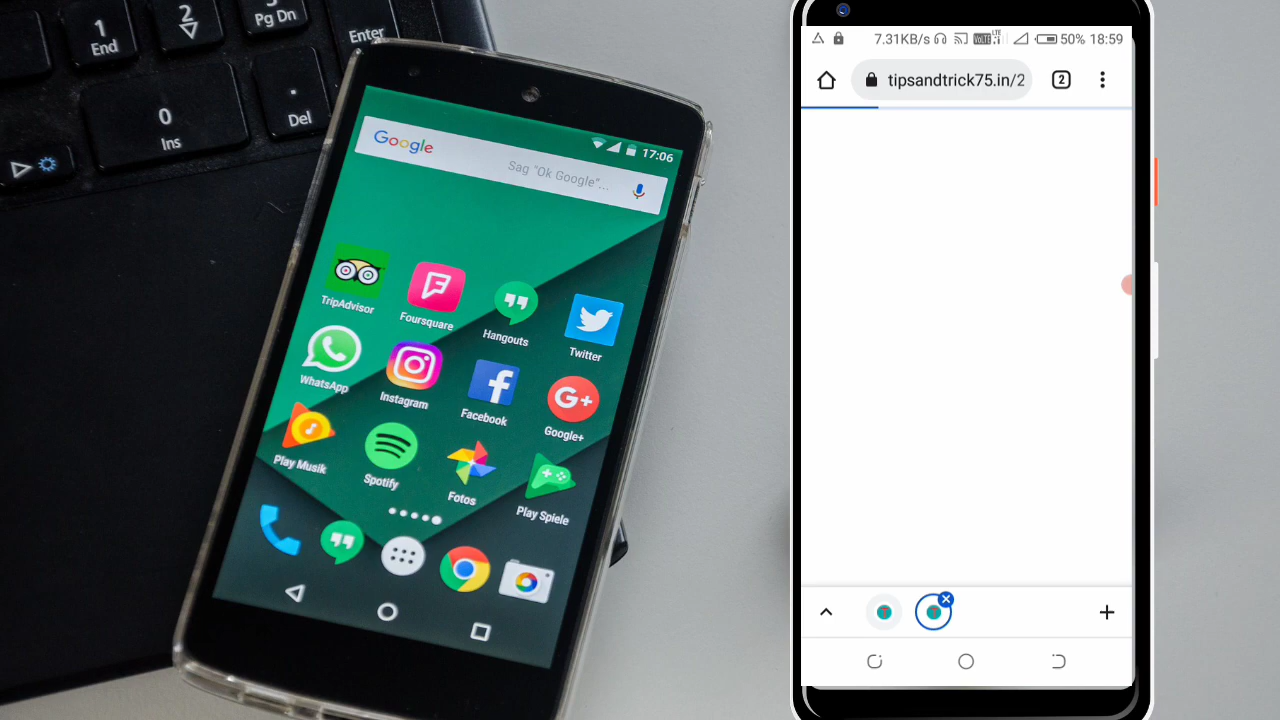 1
End
2
Pg Dn
Enter
0
Ins
.
Del
17:06
Google
Sag "Ok Google"...
TripAdvisor
Foursquare
Hangouts
Twitter
WhatsApp
Instagram
Facebook
G+
Google+
Play Musik
Spotify
Fotos
Play Spiele
7.31KB/s
VoLTE
LTE
50% 18:59
tipsandtrick75.in/2
2
T
T